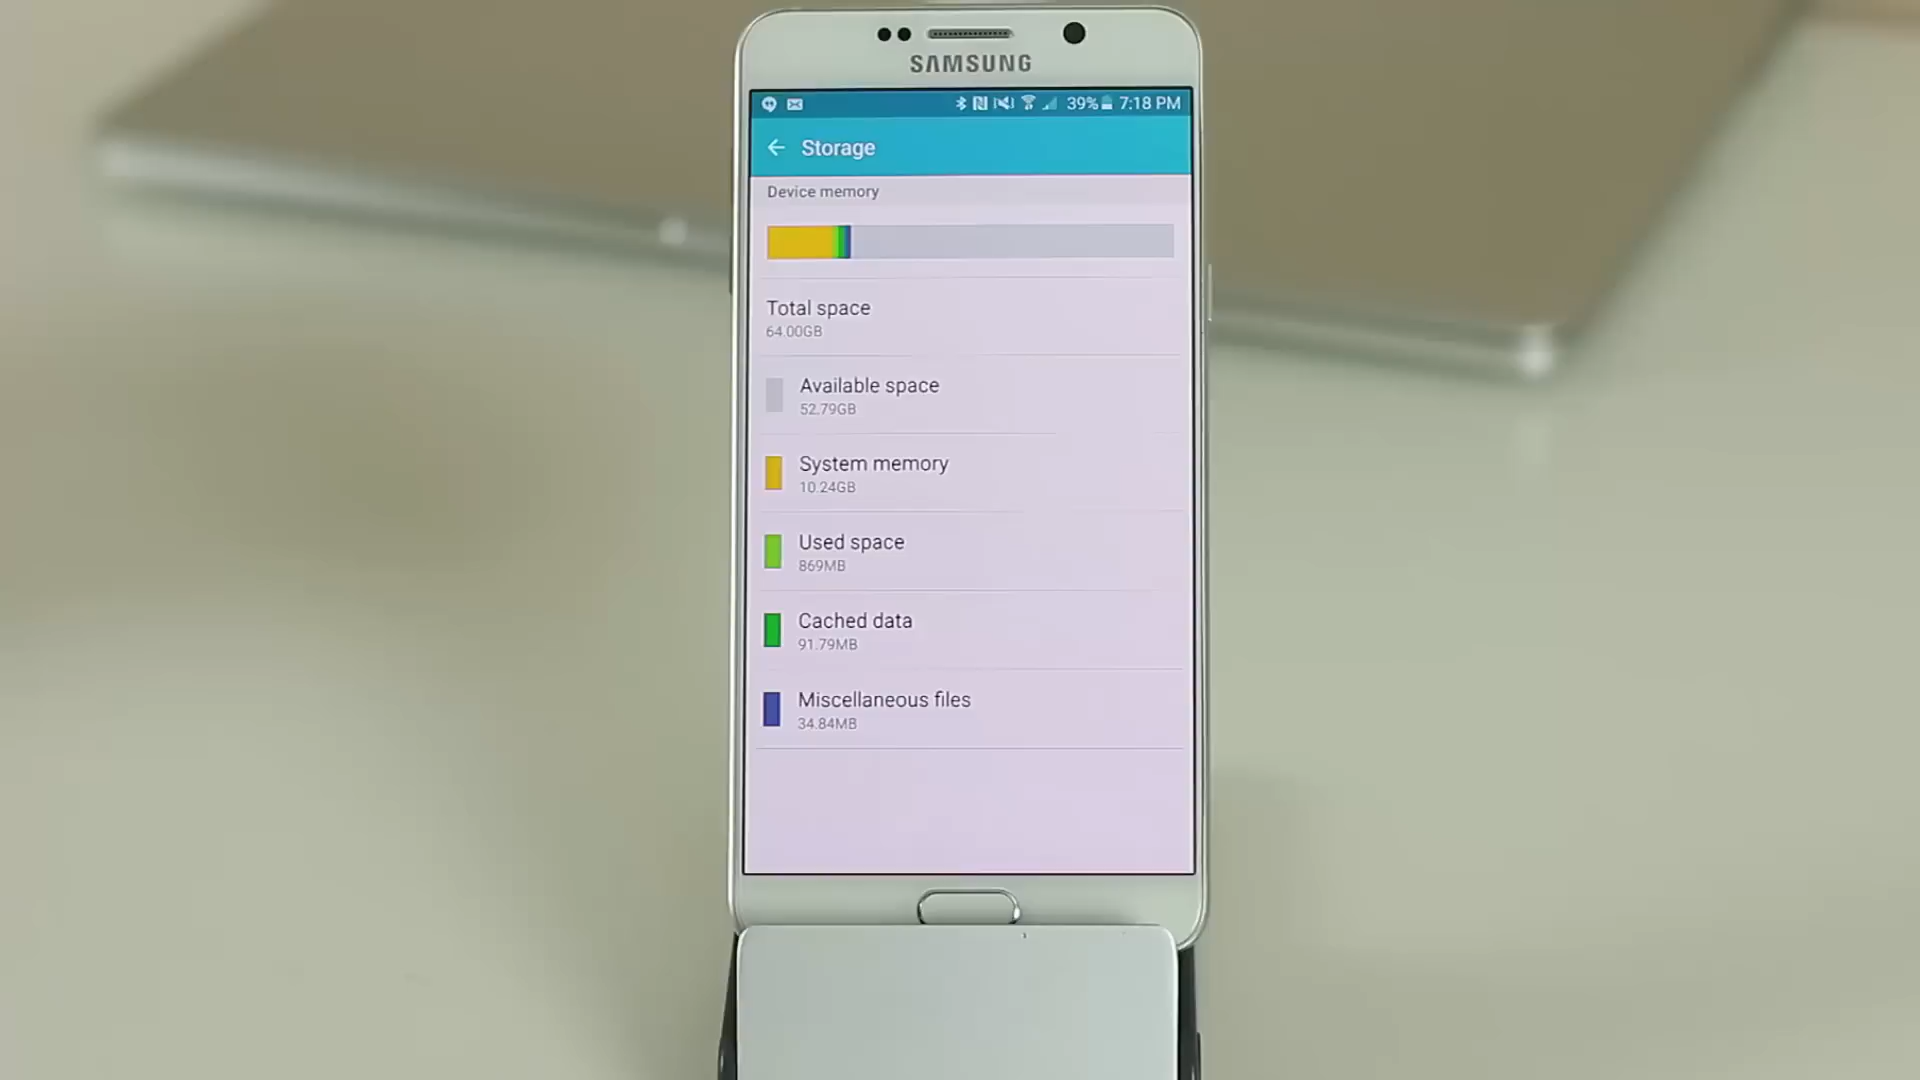 SAMSUNG
39% 7:18 PM
Storage
Device memory
Total space
64.00GB
Available space
52.79GB
System memory
10.24GB
Used space
869MB
Cached data
91.79MB
Miscellaneous files
34.84MB